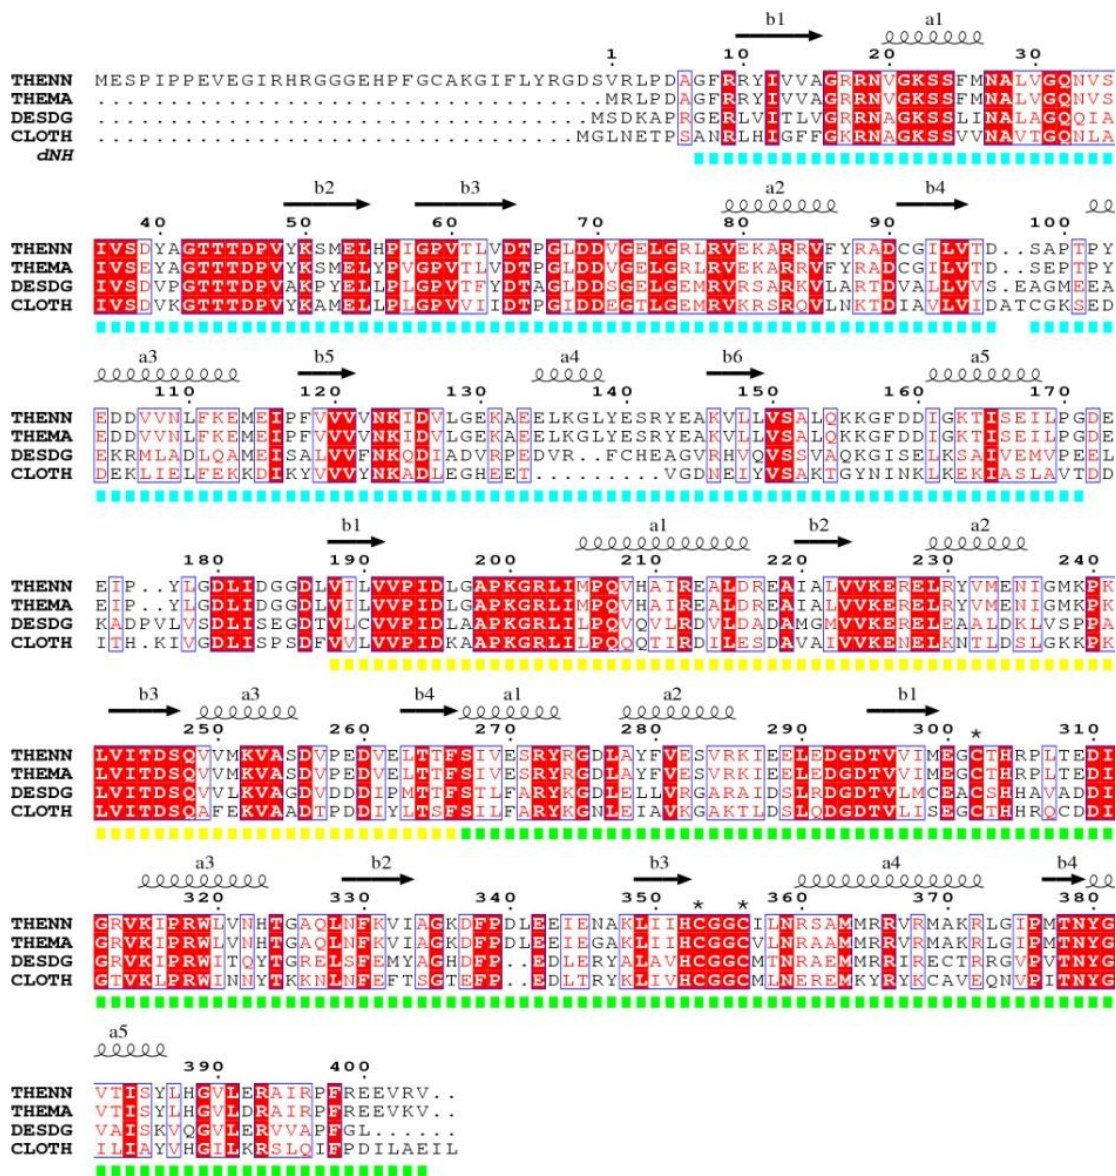 b1 a1
1 10 20 30
THENN MESPIPPEVEGIRHRGGGEHPFGCAKGIFLYRGDSVRLPDAGFRRYIVVAGRRNVGKSSFMNALVGQNVS
THEMA ...................................MRLPDAGFRRYIVVAGRRNVGKSSFMNALVGQNVS
DESDG ..................................MSDKAPRGERLVITLVGRRNAGKSSLINALAGQQIA
CLOTH .................................MGLNETPSANRLHIGFFGKRNAGKSSVVNAVTGQNLA
dNH
b2 b3 a2 b4
40 50 60 70 80 90 100
THENN IVSDYAGTTTDPVYKSMELHPIGPVTLVDTPGLDDVGELGRLRVEKARRVFYRADCGILVTD..SAPTPY
THEMA IVSEYAGTTTDPVYKSMELYPVGPVTLVDTPGLDDVGELGRLRVEKARRVFYRADCGILVTD..SEPTPY
DESDG IVSDVPGTTTDPVAKPYELLPLGPVTFYDTAGLDDSGELGEMRVRSARKVLARTDVALLVVS.EAGMEEA
CLOTH IVSDVKGTTTDPVYKAMELLPLGPVVIIDTPGIDDEGTLGEMRVKRSRQVLNKTDIAVLVIDATCGKSED
a3 b5 a4 b6 a5
110 120 130 140 150 160 170
THENN EDDVVNLFKEMEIPFVVVVNKIDVLGEKAEELKGLYESRYEAKVLLVSALQKKGFDDIGKTISEILPGDE
THEMA EDDVVNLFKEMEIPFVVVVNKIDVLGEKAEELKGLYESRYEAKVLLVSALQKKGFDDIGKTISEILPGDE
DESDG EKRMLADLQAMEISALVVFNKQDIADVRPEDVR..FCHEAGVRHVQVSSVAQKGISELKSAIVEMVPEEL
CLOTH DEKLIELFEKKDIKYVVVYNKADLEGHEET.........VGDNEIYVSAKTGYNINKLKEKIASLAVTDD
b1 a1 b2 a2
180 190 200 210 220 230 240
THENN EIP..YLGDLIDGGDLVILVVPIDLGAPKGRLIMPQVHAIREALDREAIALVVKERELRYVMENIGMKPK
THEMA EIP..YLGDLIDGGDLVILVVPIDLGAPKGRLIMPQVHAIREALDREAIALVVKERELRYVMENIGMKPK
DESDG KADPVLVSDLISEGDTVLCVVPIDLAAPKGRLILPQVQVLRDVLDADAMGMVVKERELEAALDKLVSPPA
CLOTH ITH.KIVGDLISPSDFVVLVVPIDKAAPKGRLILPQQQTIRDILESDAVAIVVKENELKNTLDSLGKKPK
b3 a3 b4 a1 a2 b1
250 260 270 280 290 300 * 310
THENN LVITDSQVVMKVASDVPEDVELTTFSIVESRYRGDLAYFVESVRKIEELEDGDTVVIMEGCTHRPLTEDI
THEMA LVITDSQVVMKVASDVPEDVELTTFSIVESRYRGDLAYFVESVRKIEELEDGDTVVIMEGCTHRPLTEDI
DESDG LVITDSQVVLKVAGDVPDDIPMTTFSTLFARYKGDLELLVRGARAIDSLRDGDTVLMCEACSHHAVADDI
CLOTH LVITDSQAFEKVAADTPDDIYLTSFSILFARYKGNLEIAVKGAKTLDSLQDGDTVLISEGCTHHRQCDDI
a3 b2 b3 a4 b4
320 330 340 350 * * 360 370 380
THENN GRVKIPRWLVNHTGAQLNFKVIAGKDFPDLEEIENAKLIIHCGGCILNRSAMMRRVRMAKRLGIPMTNYG
THEMA GRVKIPRWLVNHTGAQLNFKVIAGKDFPDLEEIEGAKLIIHCGGCVLNRAAMMRRVRMAKRLGIPMTNYG
DESDG GRVKIPRWITQYTGRELSFEMYAGHDFP..EDLERYALAVHCGGCMTNRAEMMRRIRECTRRGVPVTNYG
CLOTH GTVKLPRWINNYTKKNLNFEFTSGTEFP..EDLTRYKLIVHCGGCMLNEREMKYRYKCAVEQNVPITNYG
a5
390 400
THENN VTISYLHGVLERAIRPFREEVRV..
THEMA VTISYLHGVLDRAIRPFREEVKV..
DESDG VAISKVQGVLERVVAPFGL......
CLOTH ILIAYVHGILKRSLQIFPDILAEIL